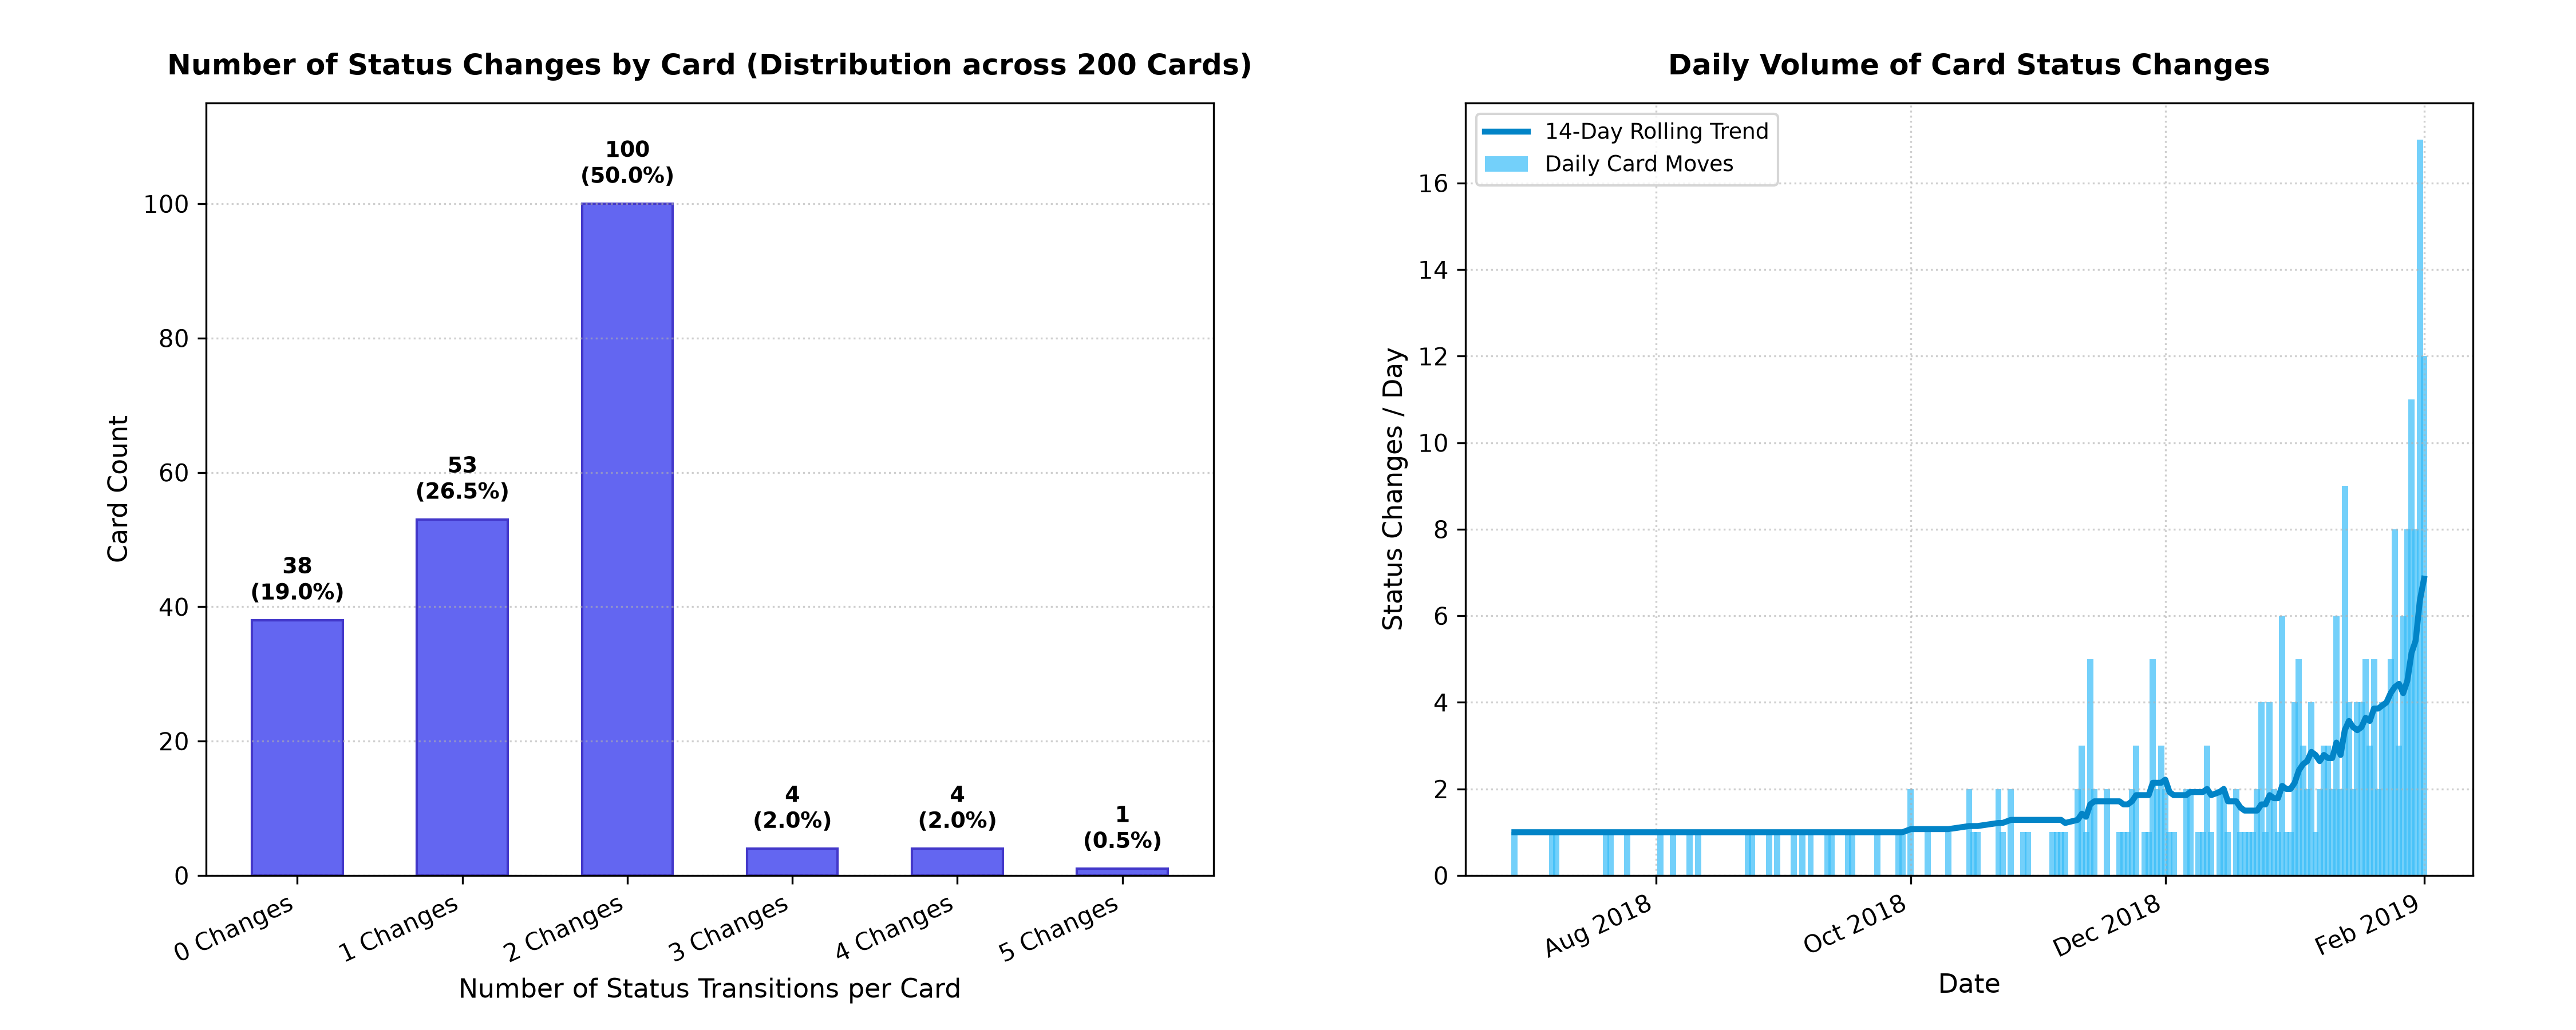 Number of Status Changes by Card (Distribution across 200 Cards)
Card Count
100
80
60
40
20
0
38
(19.0%)
53
(26.5%)
100
(50.0%)
4
(2.0%)
4
(2.0%)
1
(0.5%)
0 Changes
1 Changes
2 Changes
3 Changes
4 Changes
5 Changes
Number of Status Transitions per Card
Daily Volume of Card Status Changes
14-Day Rolling Trend
Daily Card Moves
Status Changes / Day
16
14
12
10
8
6
4
2
0
Aug 2018
Oct 2018
Dec 2018
Feb 2019
Date